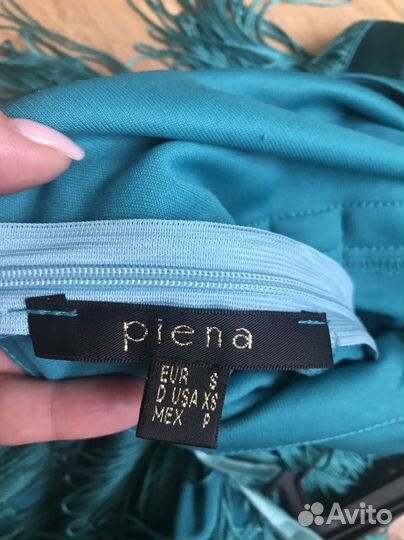 piena
EUR S
D USA XS
MEX P
Avito